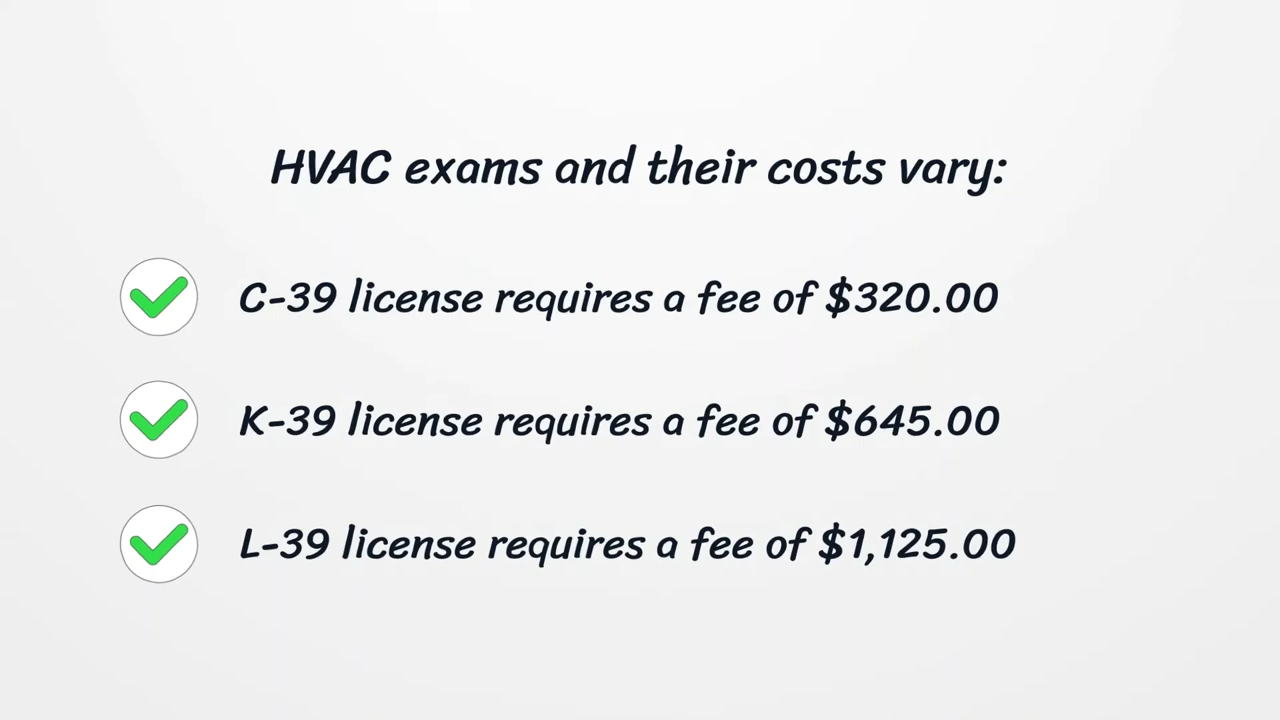 HVAC exams and their costs vary:
C-39 license requires a fee of $320.00
K-39 license requires a fee of $645.00
L-39 license requires a fee of $1,125.00